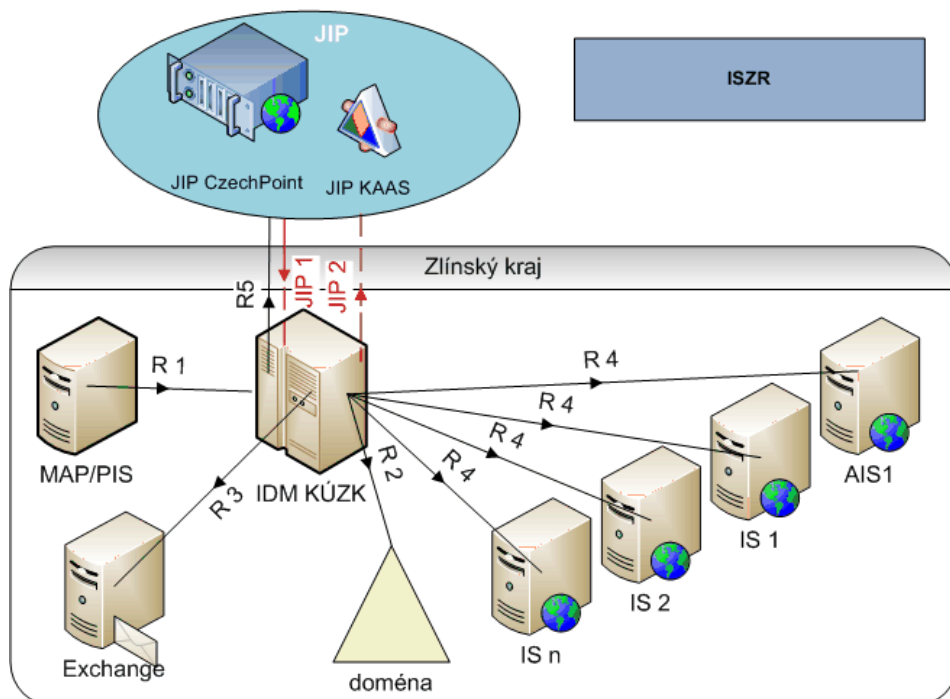 JIP
ISZR
JIP CzechPoint
JIP KAAS
Zlínský kraj
R5
JIP 1
JIP 2
R 1
R 4
R 4
R 4
R 4
R 2
R 3
MAP/PIS
IDM KÚZK
AIS1
IS 1
IS 2
IS n
Exchange
doména